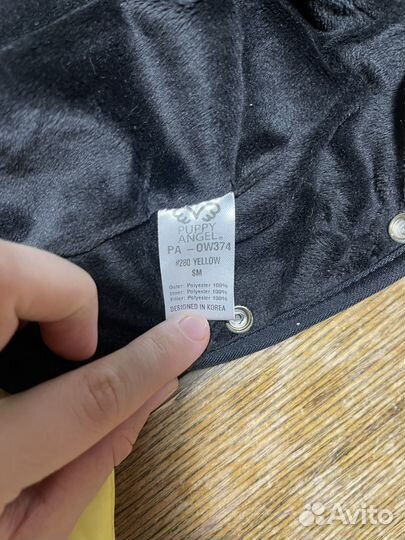 PUPPY
ANGEL®
PA -OW374
#280 YELLOW
SM
Outer: Polyester 100%
Inner: Polyester 100%
Filler: Polyester 100%
DESIGNED IN KOREA
Avito